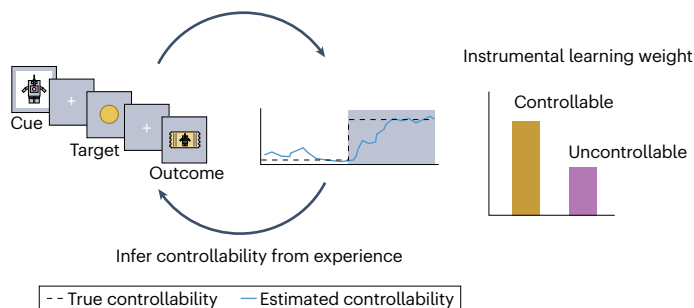 Instrumental learning weight
Controllable
Uncontrollable
Cue
Target
Outcome
Infer controllability from experience
True controllability
Estimated controllability